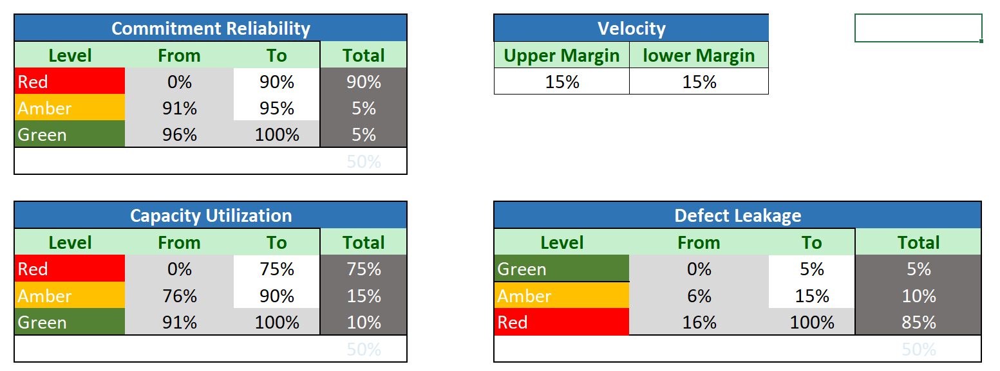 Commitment Reliability
Level From To Total
Red 0% 90% 90%
Amber 91% 95% 5%
Green 96% 100% 5%
50%
Velocity
Upper Margin lower Margin
15% 15%
Capacity Utilization
Level From To Total
Red 0% 75% 75%
Amber 76% 90% 15%
Green 91% 100% 10%
50%
Defect Leakage
Level From To Total
Green 0% 5% 5%
Amber 6% 15% 10%
Red 16% 100% 85%
50%